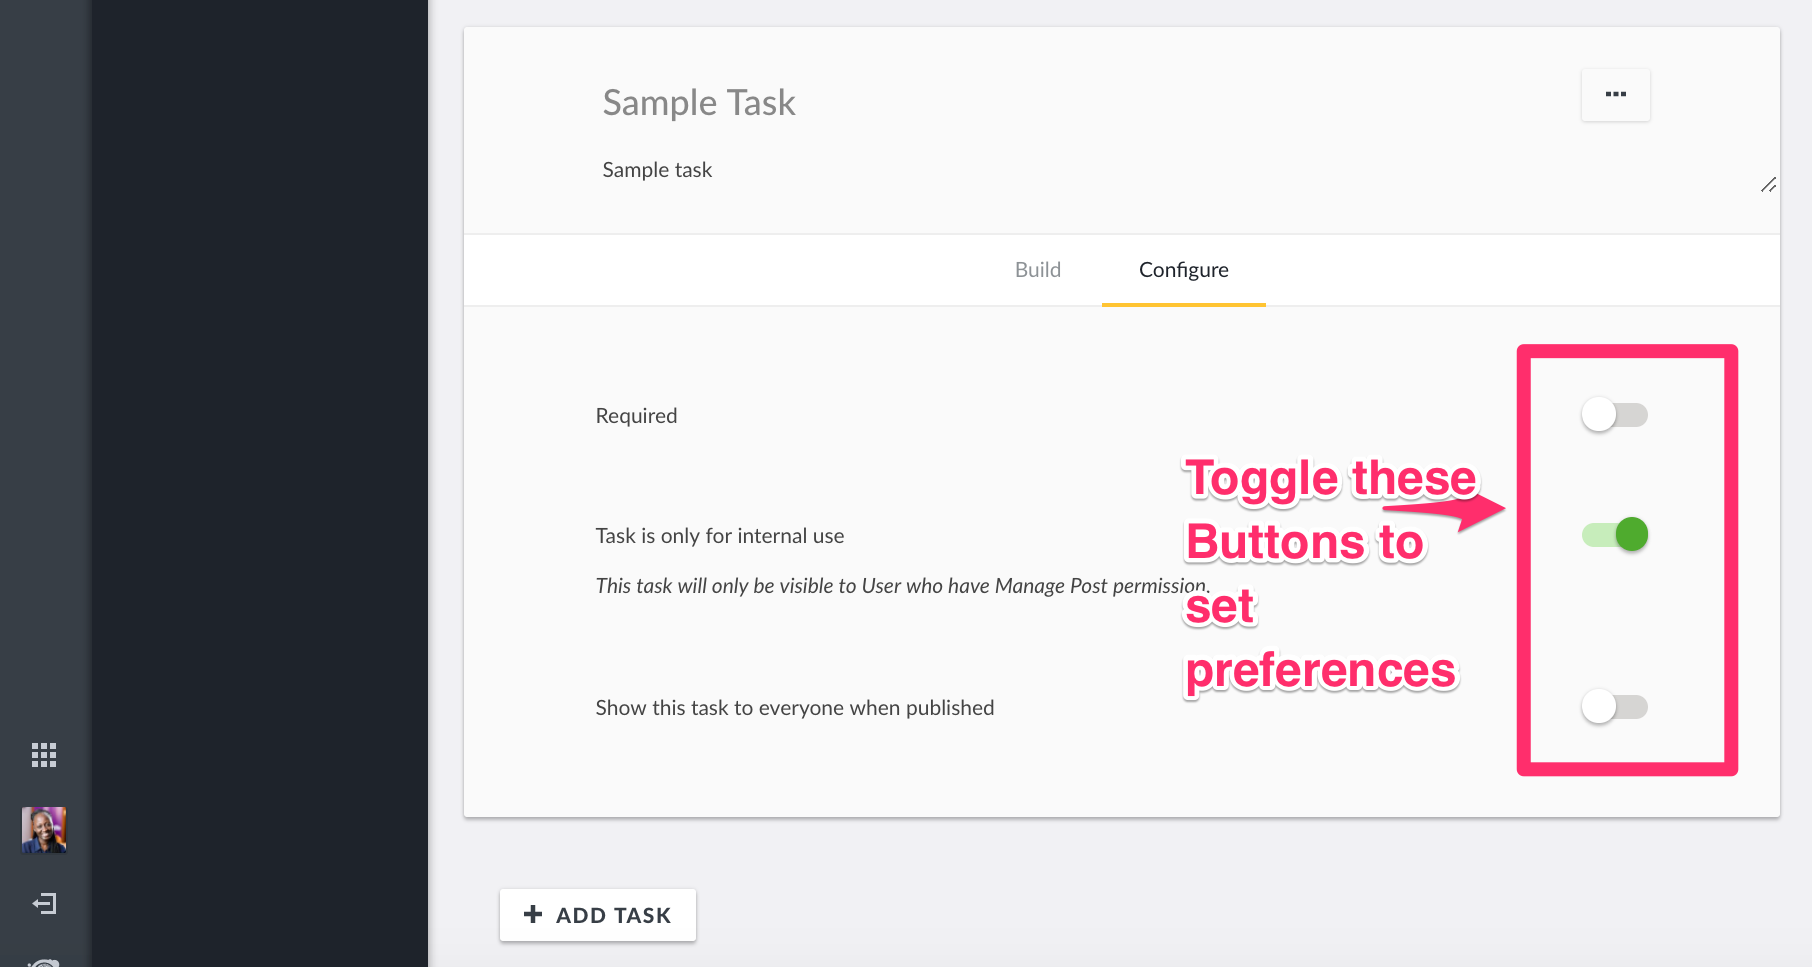 Sample Task
Sample task
Build
Configure
Required
Task is only for internal use
This task will only be visible to User who have Manage Post permission.
Show this task to everyone when published
Toggle these
Buttons to
set
preferences
ADD TASK